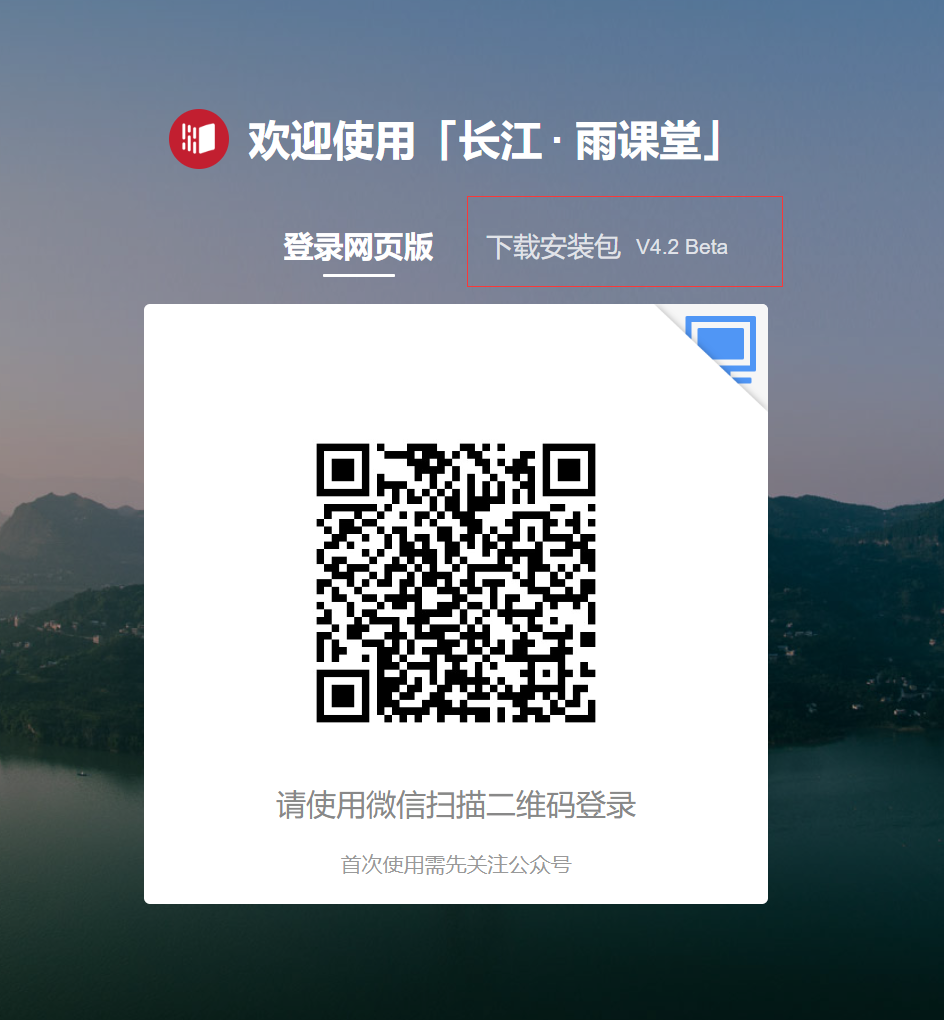 欢迎使用「长江·雨课堂」
登录网页版 下载安装包 V4.2 Beta
请使用微信扫描二维码登录
首次使用需先关注公众号